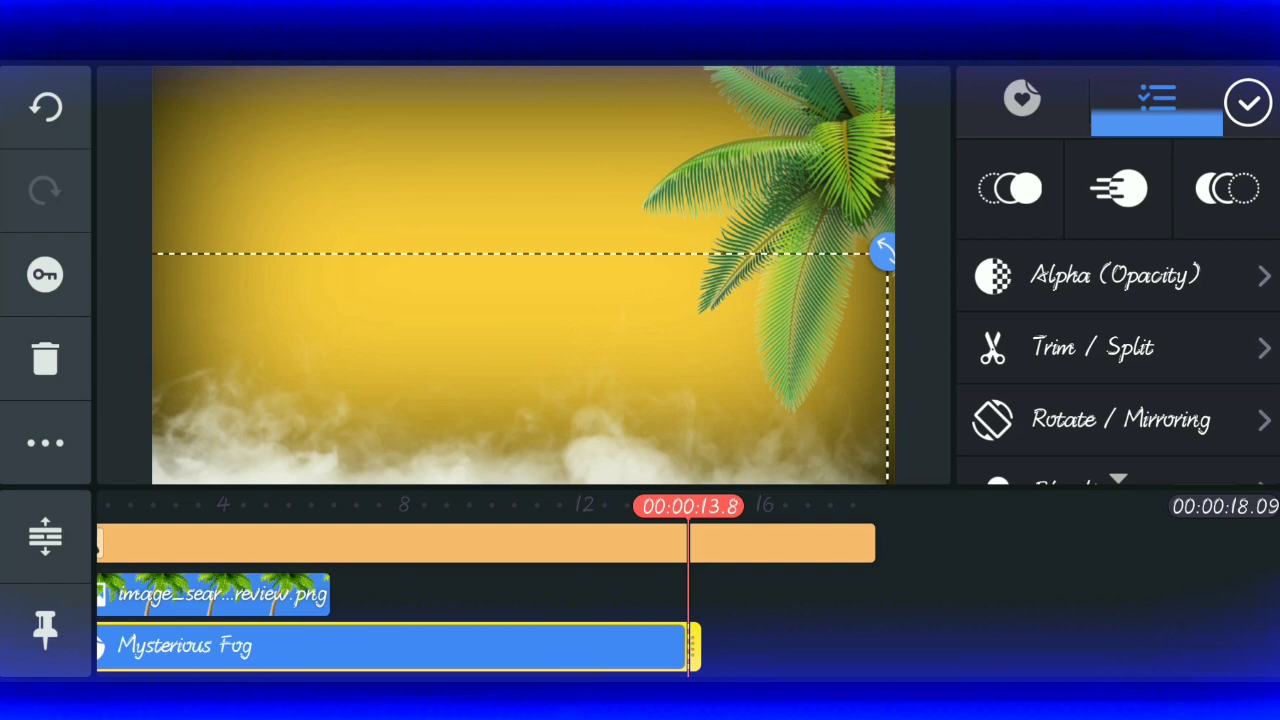 Alpha (Opacity)
Trim / Split
Rotate / Mirroring
4
8
12
00:00:13.8
16
00:00:18.09
image_sear...review.png
Mysterious Fog